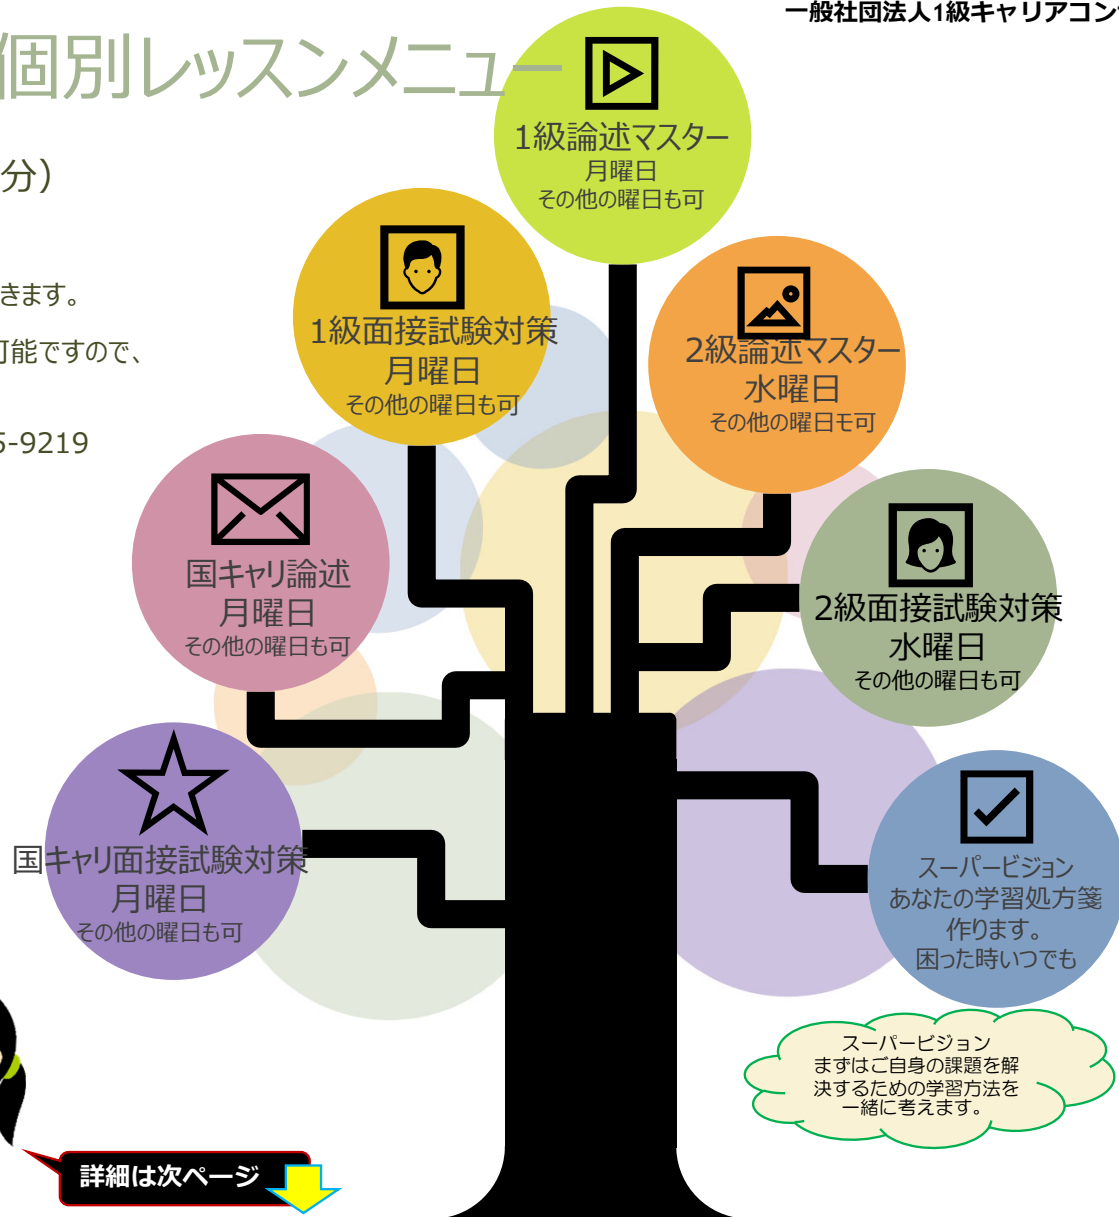 一般社団法人1級キャリアコン
個別レッスンメニュー
分）
きます。
可能ですので、
5-9219
1級論述マスター
月曜日
その他の曜日も可
1級面接試験対策
月曜日
その他の曜日も可
2級論述マスター
水曜日
その他の曜日モ可
国キャリ論述
月曜日
その他の曜日も可
2級面接試験対策
水曜日
その他の曜日も可
国キャリ面接試験対策
月曜日
その他の曜日も可
スーパービジョン
あなたの学習処方箋
作ります。
困った時いつでも
スーパービジョン
まずはご自身の課題を解
決するための学習方法を
一緒に考えます。
詳細は次ページ